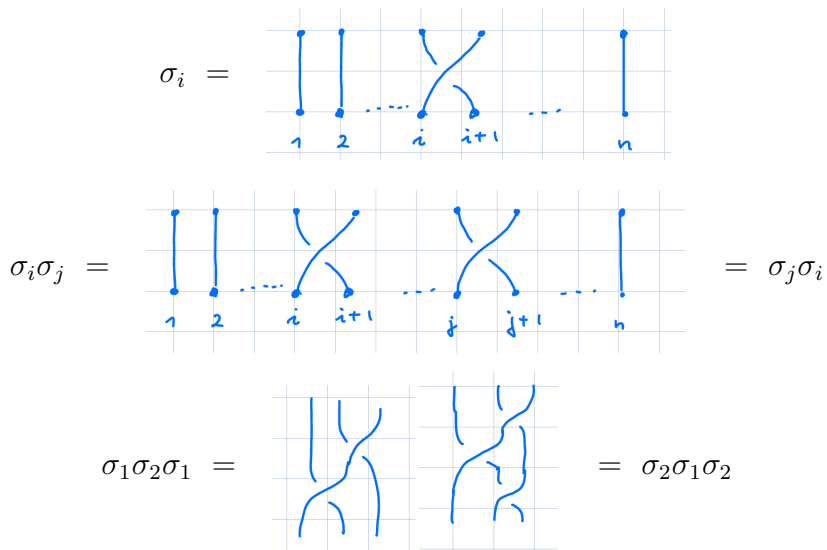 σ_i =
1 2 i i+1 n
σ_iσ_j = = σ_jσ_i
1 2 i i+1 j j+1 n
σ_1σ_2σ_1 = = σ_2σ_1σ_2